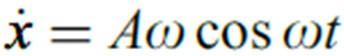 ẋ = Aω cos ωt